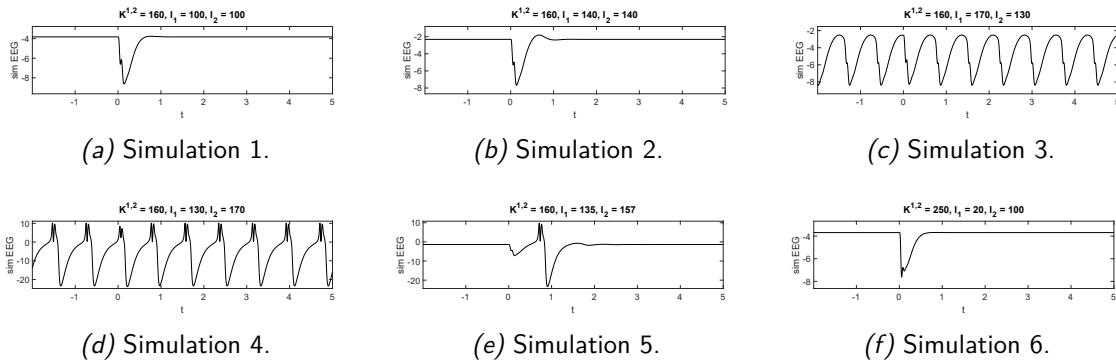 K^{1,2} = 160, I_1 = 100, I_2 = 100
sim EEG
-4
-6
-8
-1 0 1 2 3 4 5
t
(a) Simulation 1.
K^{1,2} = 160, I_1 = 140, I_2 = 140
sim EEG
-2
-4
-6
-8
-1 0 1 2 3 4 5
t
(b) Simulation 2.
K^{1,2} = 160, I_1 = 170, I_2 = 130
sim EEG
-2
-4
-6
-8
-1 0 1 2 3 4 5
t
(c) Simulation 3.
K^{1,2} = 160, I_1 = 130, I_2 = 170
sim EEG
10
0
-10
-20
-1 0 1 2 3 4 5
t
(d) Simulation 4.
K^{1,2} = 160, I_1 = 135, I_2 = 157
sim EEG
10
0
-10
-20
-1 0 1 2 3 4 5
t
(e) Simulation 5.
K^{1,2} = 250, I_1 = 20, I_2 = 100
sim EEG
-4
-6
-8
-1 0 1 2 3 4 5
t
(f) Simulation 6.